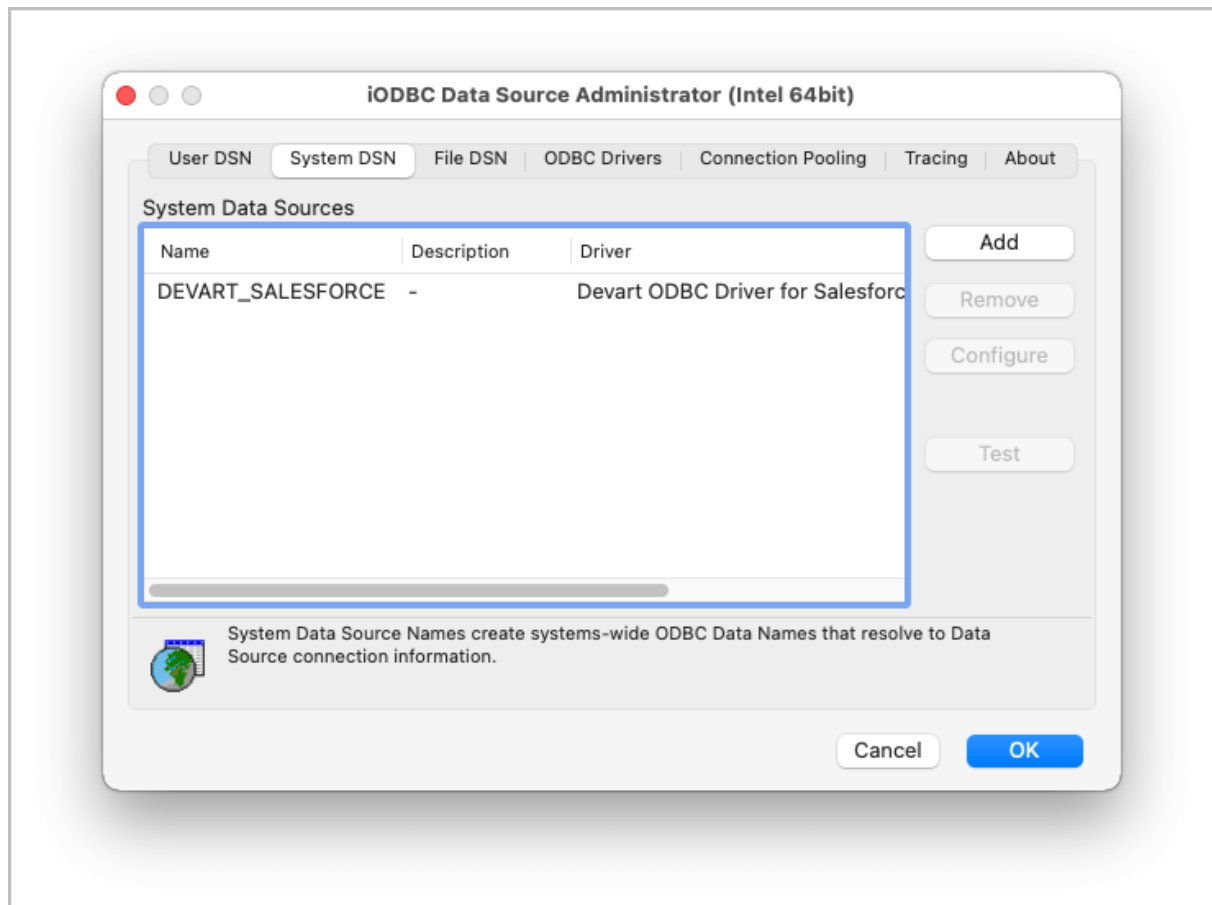 iODBC Data Source Administrator (Intel 64bit)
User DSN System DSN File DSN ODBC Drivers Connection Pooling Tracing About
System Data Sources
Name Description Driver
Add
DEVART_SALESFORCE - Devart ODBC Driver for Salesforc
Remove
Configure
Test
System Data Source Names create systems-wide ODBC Data Names that resolve to Data
Source connection information.
Cancel OK